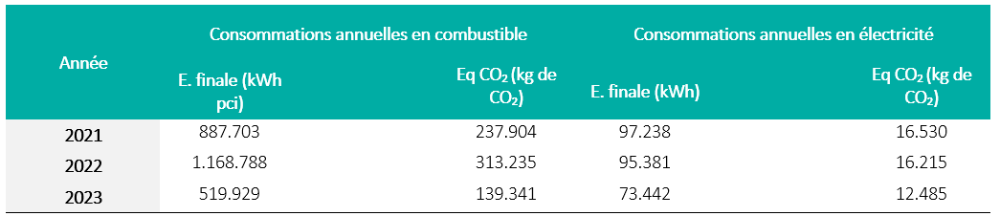 Année
Consommations annuelles en combustible
Consommations annuelles en électricité
E. finale (kWh
pci)
Eq CO₂ (kg de
CO₂)
E. finale (kWh)
Eq CO₂ (kg de
CO₂)
2021 887.703 237.904 97.238 16.530
2022 1.168.788 313.235 95.381 16.215
2023 519.929 139.341 73.442 12.485